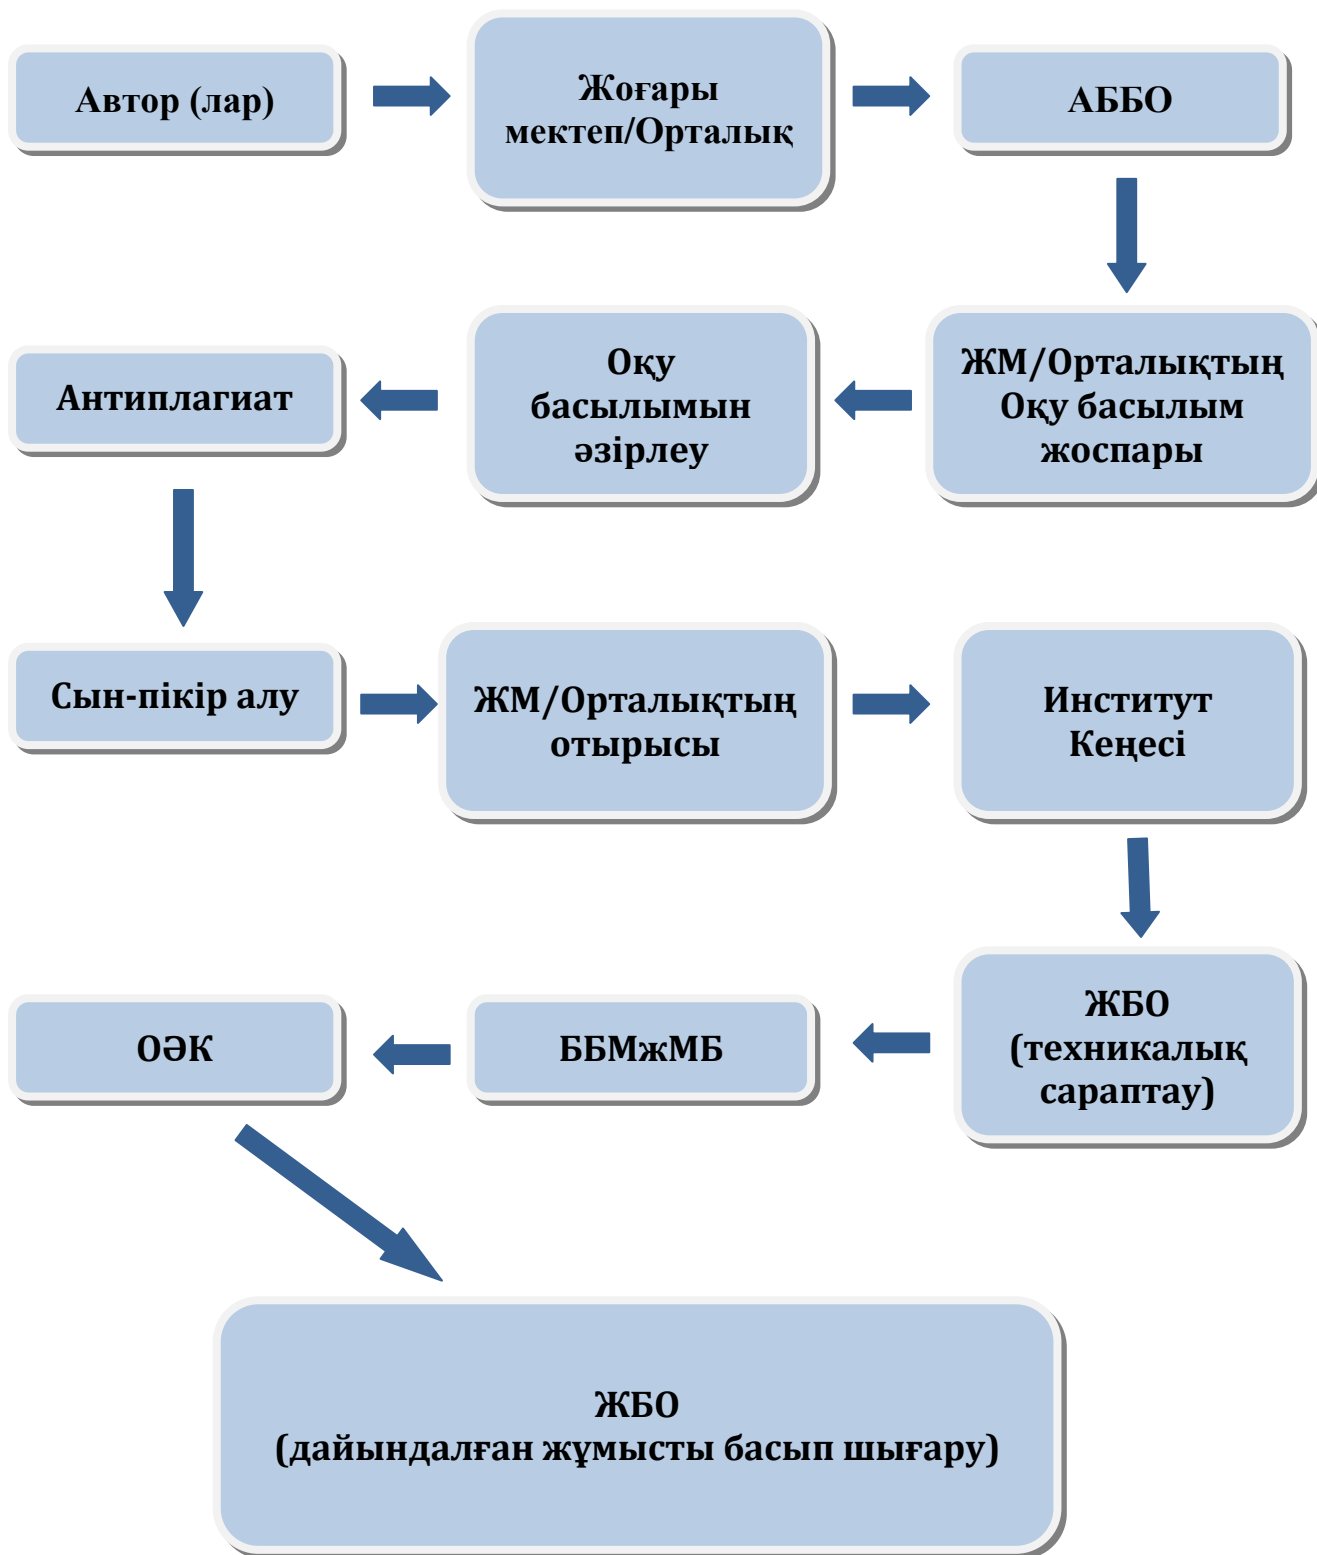 Автор (лар)
Жоғары
мектеп/Орталық
АББО
ЖМ/Орталықтың
Оқу басылым
жоспары
Оқу
басылымын
әзірлеу
Антиплагиат
Сын-пікір алу
ЖМ/Орталықтың
отырысы
Институт
Кеңесі
ЖБО
(техникалық
сараптау)
ББМжМБ
ОӘК
ЖБО
(дайындалған жұмысты басып шығару)